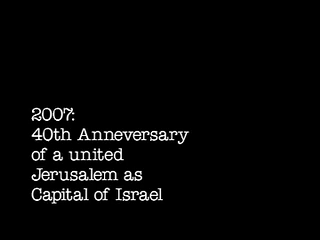 2007:
40th Anneversary
of a united
Jerusalem as
Capital of Israel